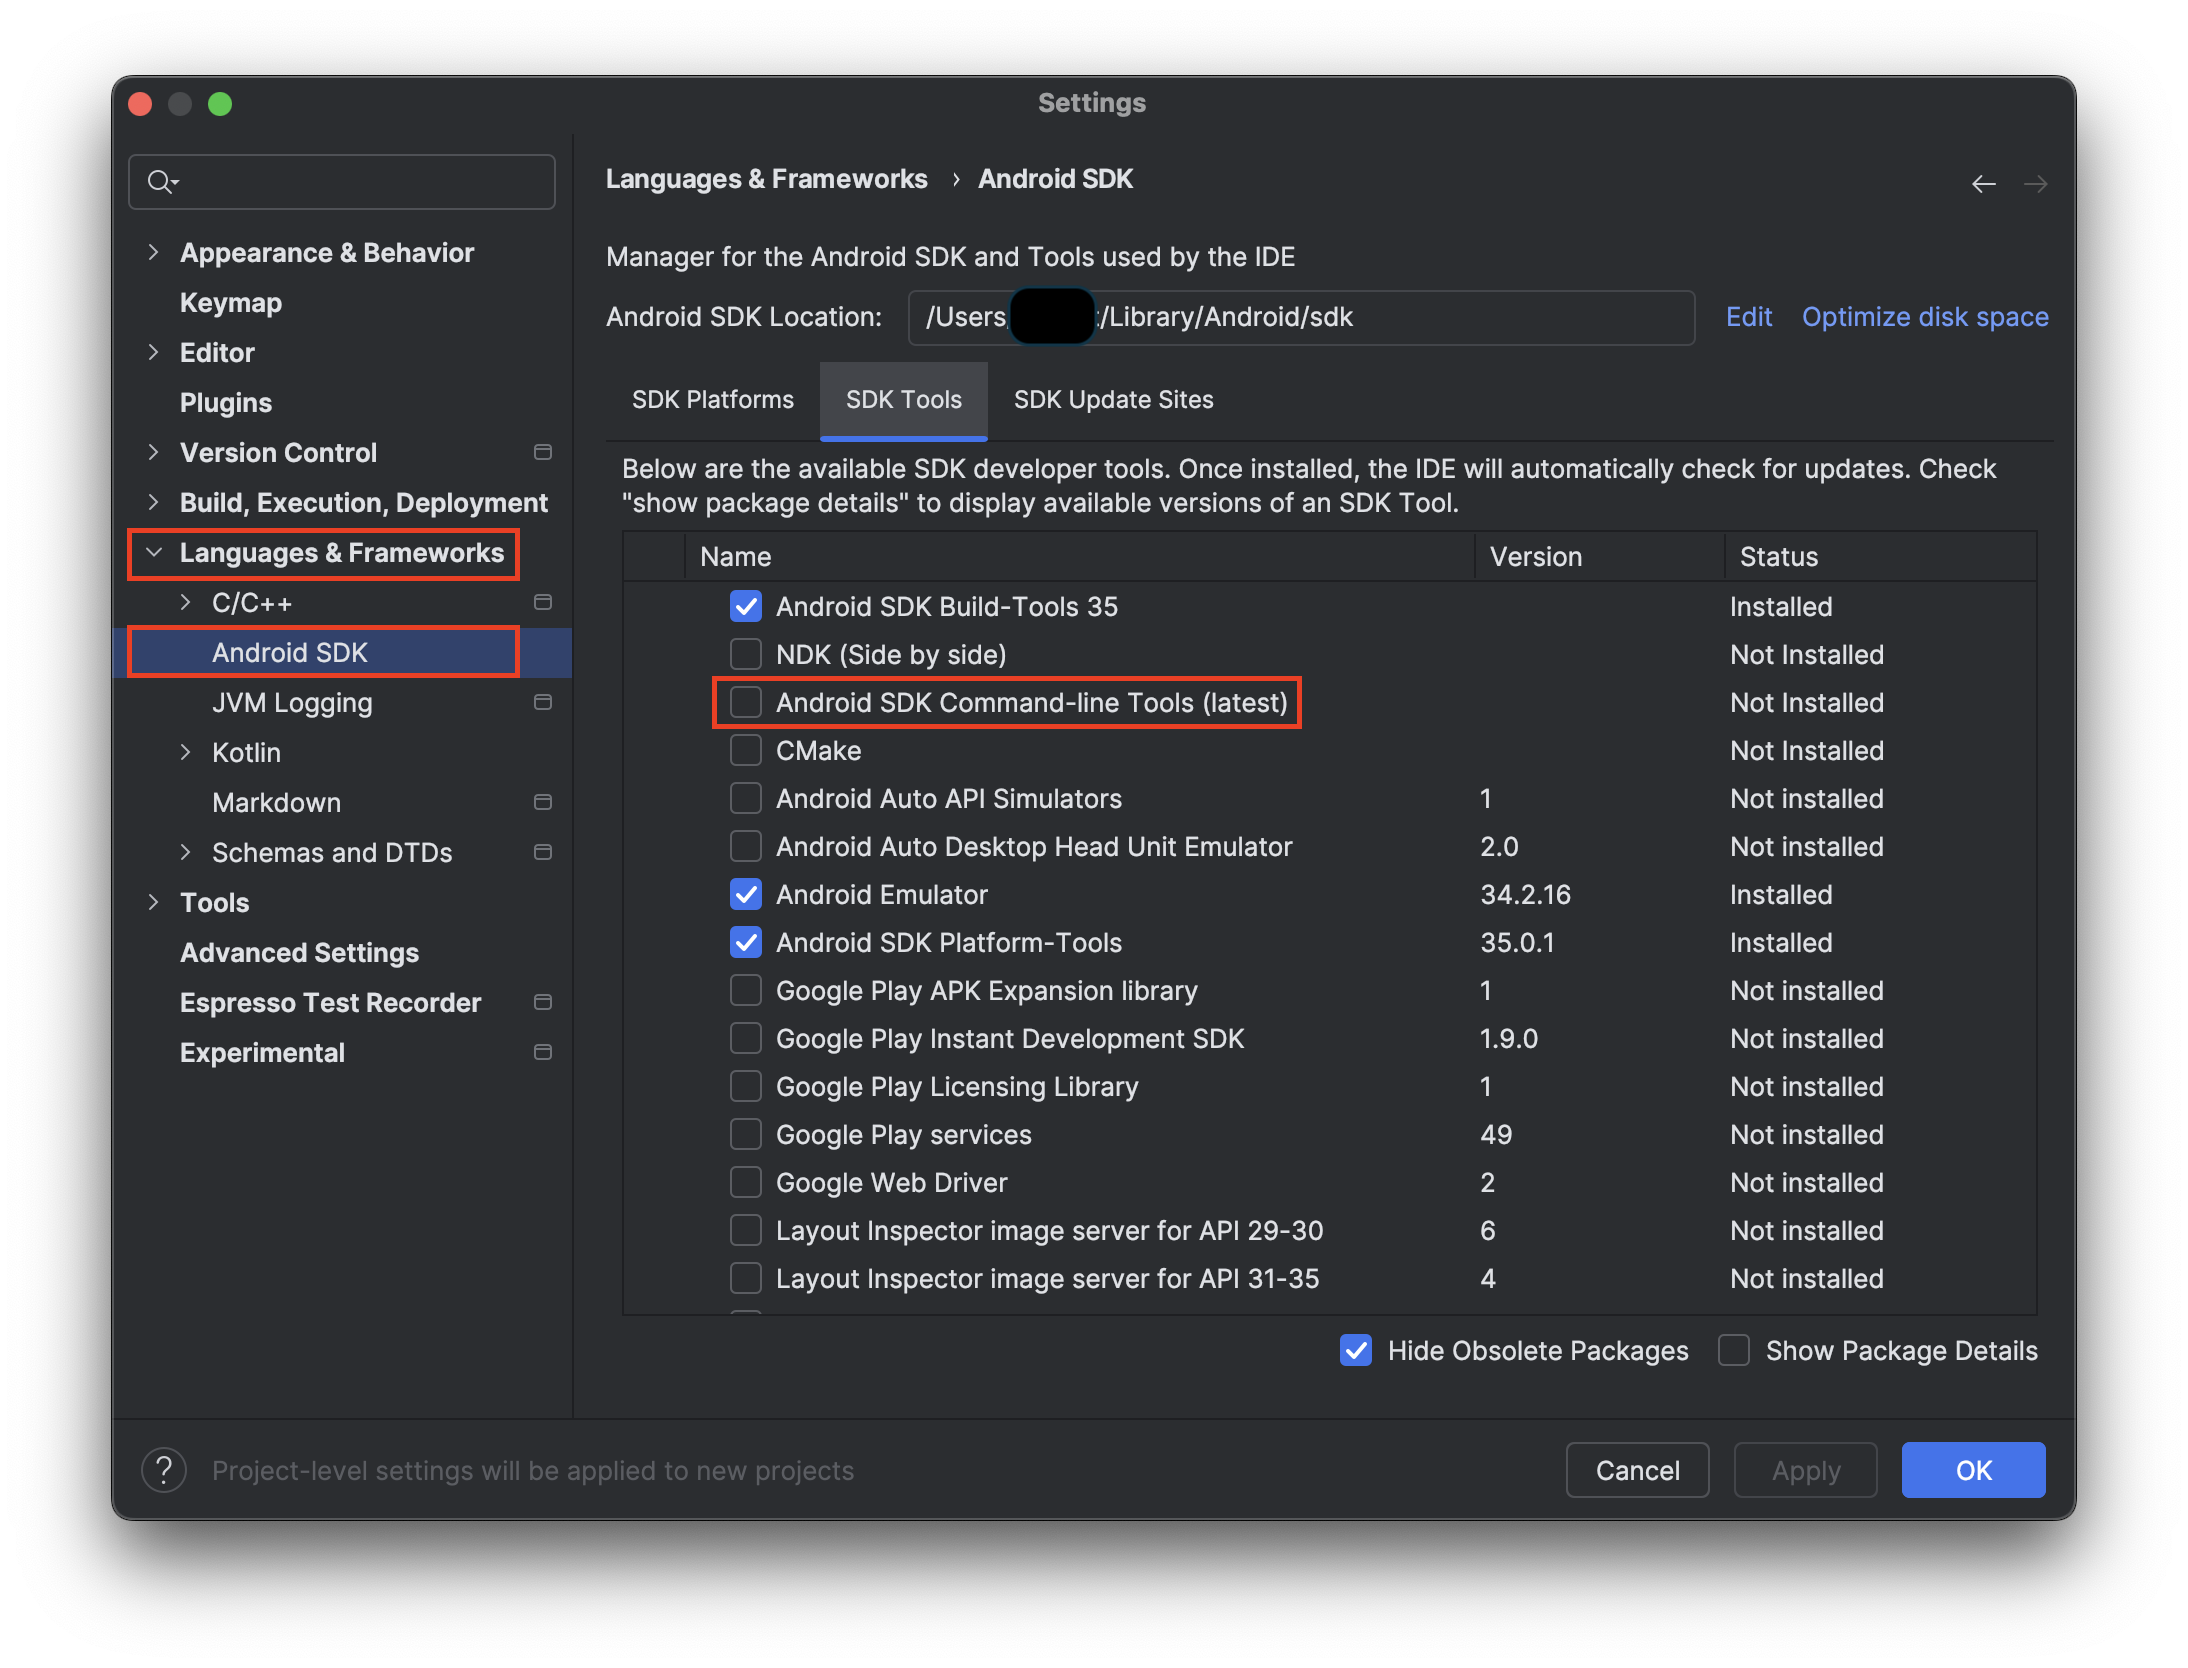 Settings
Appearance & Behavior
Keymap
Editor
Plugins
Version Control
Build, Execution, Deployment
Languages & Frameworks
C/C++
Android SDK
JVM Logging
Kotlin
Markdown
Schemas and DTDs
Tools
Advanced Settings
Espresso Test Recorder
Experimental
Languages & Frameworks › Android SDK
Manager for the Android SDK and Tools used by the IDE
Android SDK Location: /Users /Library/Android/sdk Edit Optimize disk space
SDK Platforms SDK Tools SDK Update Sites
Below are the available SDK developer tools. Once installed, the IDE will automatically check for updates. Check
"show package details" to display available versions of an SDK Tool.
Name Version Status
Android SDK Build-Tools 35 Installed
NDK (Side by side) Not Installed
Android SDK Command-line Tools (latest) Not Installed
CMake Not Installed
Android Auto API Simulators 1 Not installed
Android Auto Desktop Head Unit Emulator 2.0 Not installed
Android Emulator 34.2.16 Installed
Android SDK Platform-Tools 35.0.1 Installed
Google Play APK Expansion library 1 Not installed
Google Play Instant Development SDK 1.9.0 Not installed
Google Play Licensing Library 1 Not installed
Google Play services 49 Not installed
Google Web Driver 2 Not installed
Layout Inspector image server for API 29-30 6 Not installed
Layout Inspector image server for API 31-35 4 Not installed
Hide Obsolete Packages Show Package Details
? Project-level settings will be applied to new projects
Cancel Apply OK